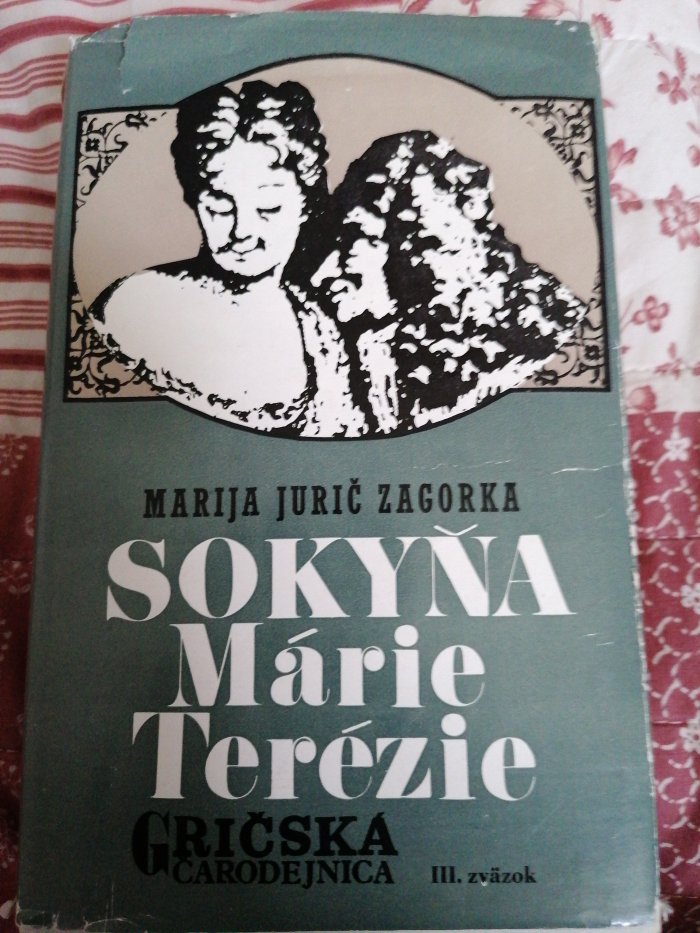 MARIJA JURIČ ZAGORKA
SOKYŇA
Márie
Terézie
GRIČSKÁ
ČARODEJNICA III. zväzok